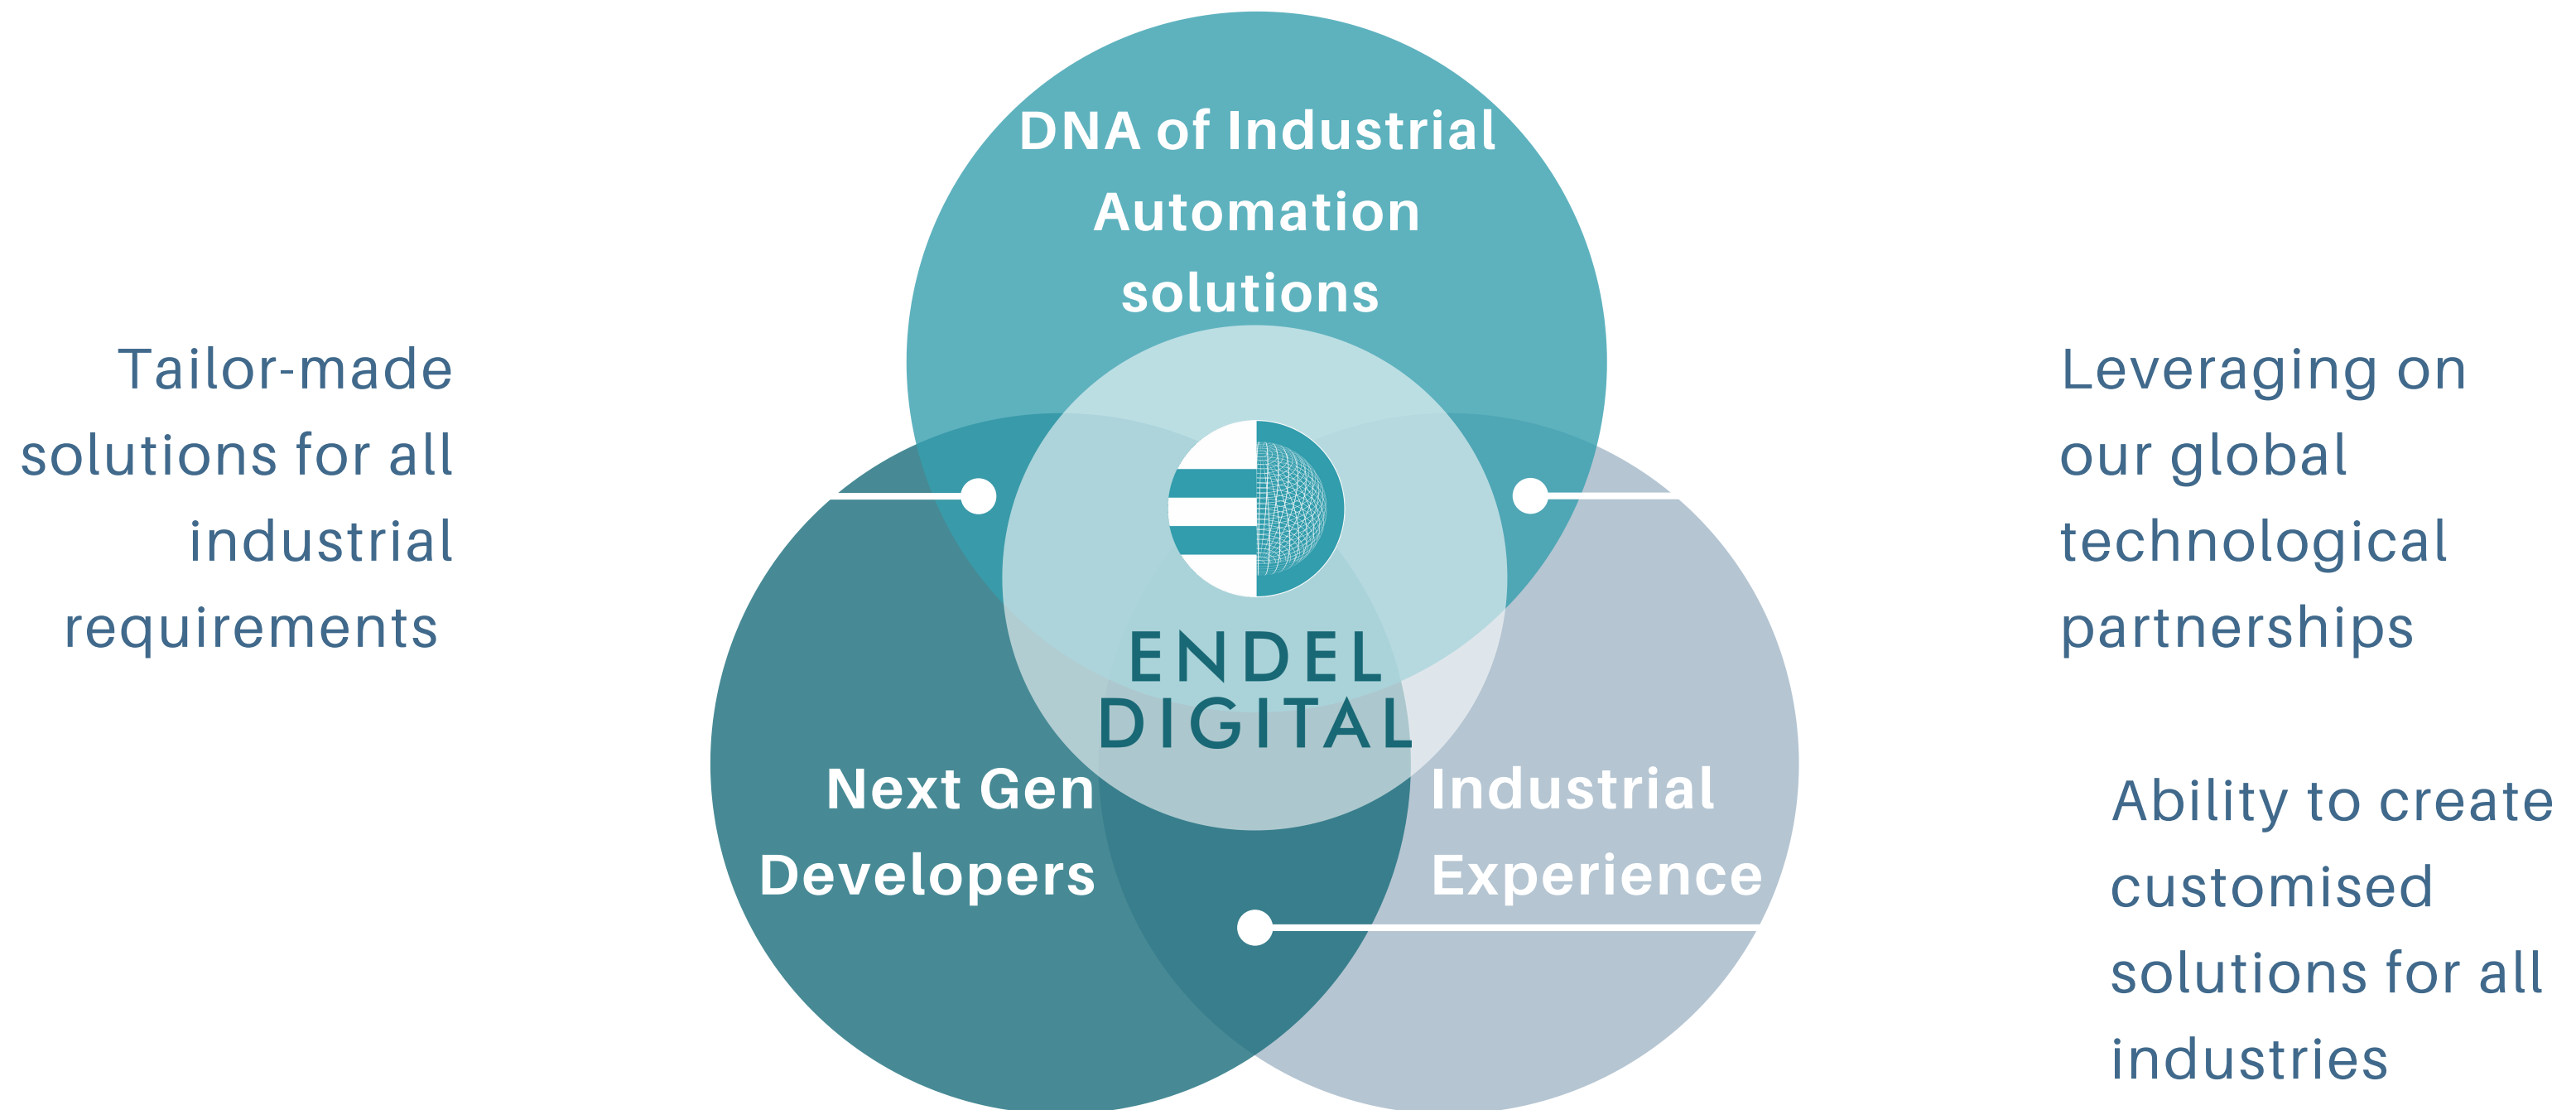 DNA of Industrial
Automation
solutions
Tailor-made
solutions for all
industrial
requirements
Leveraging on
our global
technological
partnerships
ENDEL
DIGITAL
Next Gen
Developers
Industrial
Experience
Ability to create
customised
solutions for all
industries